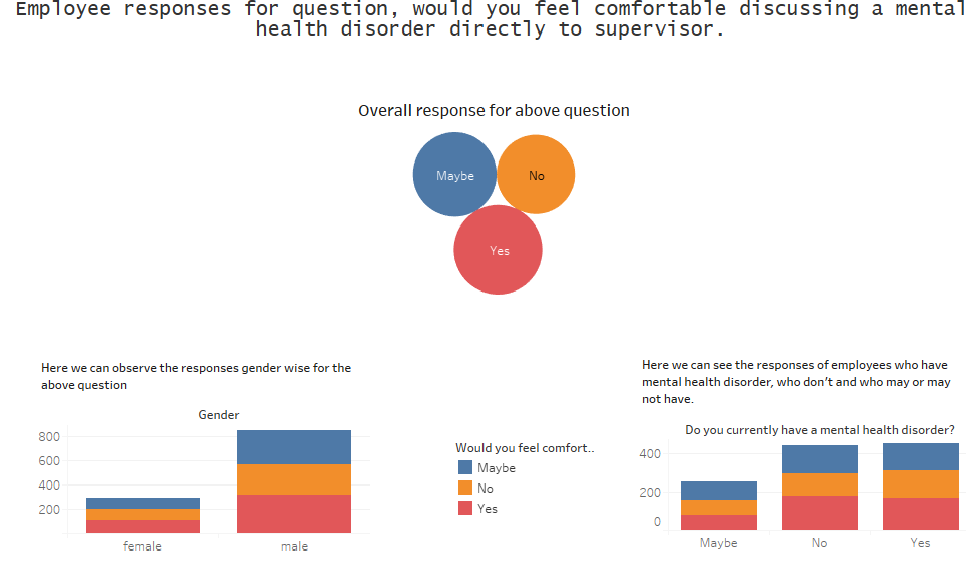 Employee responses for question, would you feel comfortable discussing a mental
health disorder directly to supervisor.
Overall response for above question
Maybe
No
Yes
Here we can observe the responses gender wise for the
above question
Gender
800
600
400
200
female
male
Would you feel comfort..
Maybe
No
Yes
Here we can see the responses of employees who have
mental health disorder, who don't and who may or may
not have.
Do you currently have a mental health disorder?
400
200
0
Maybe
No
Yes